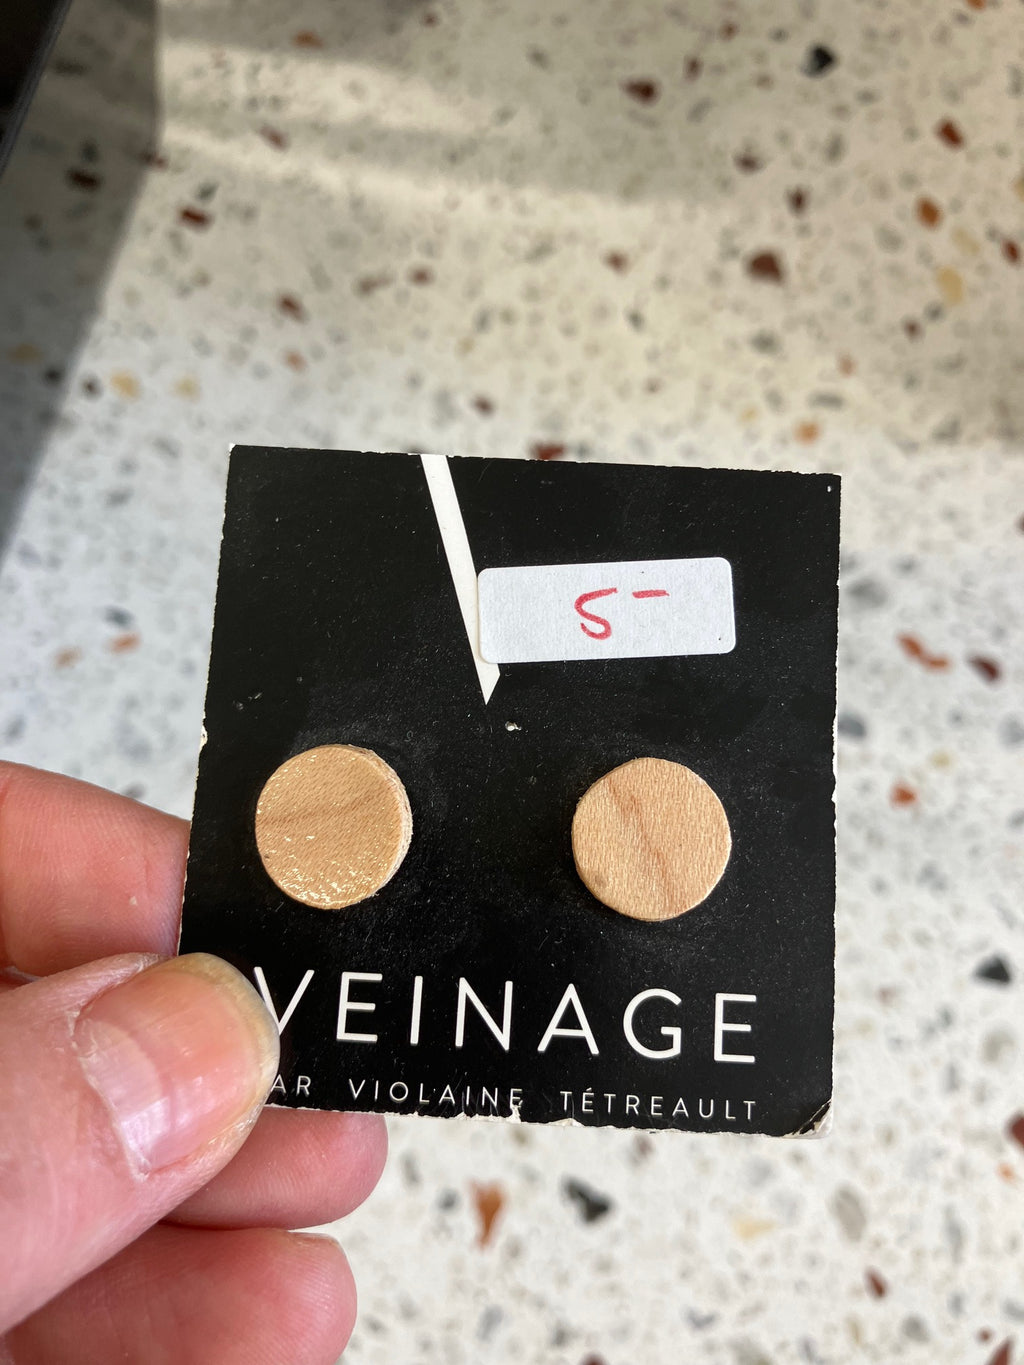 5-
VEINAGE
AR VIOLAINE TÉTREAULT